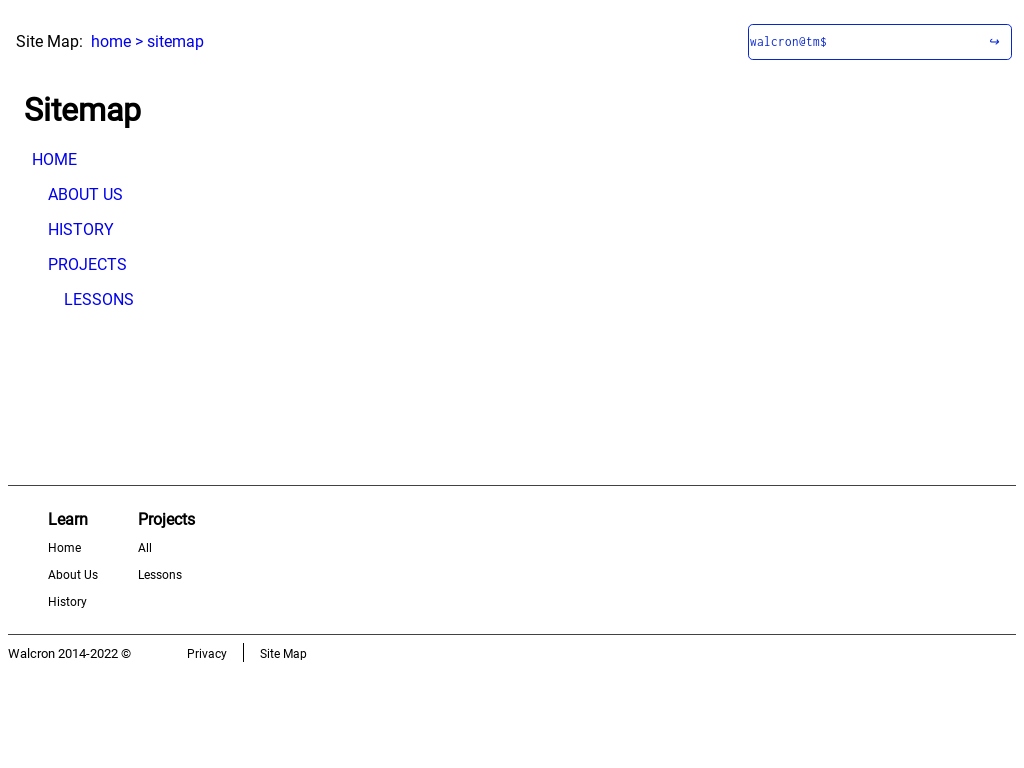 Site Map: home > sitemap
walcron@tm$ ↪
Sitemap
HOME
ABOUT US
HISTORY
PROJECTS
LESSONS
Learn Projects
Home All
About Us Lessons
History
Walcron 2014-2022 © Privacy Site Map